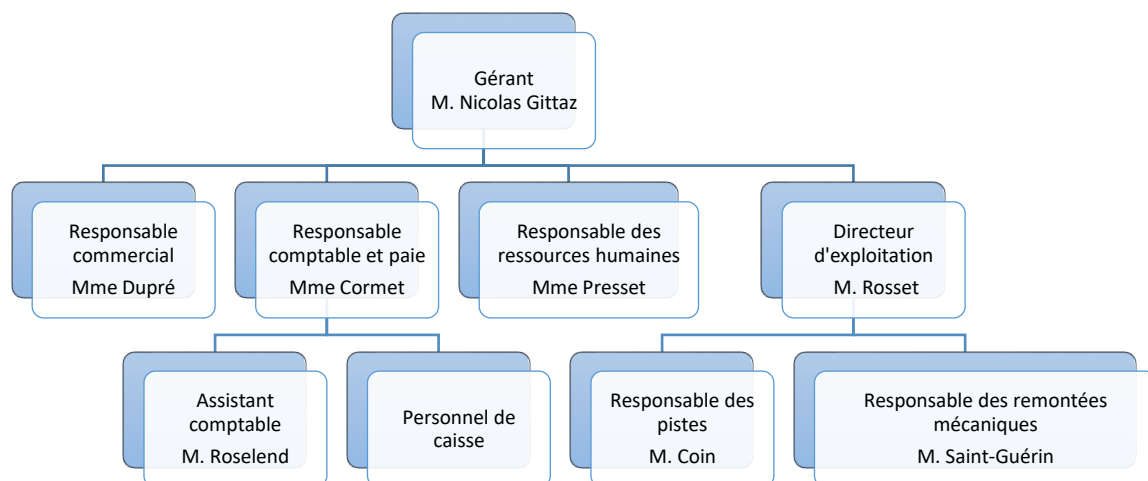 Gérant
M. Nicolas Gittaz
Responsable
commercial
Mme Dupré
Responsable
comptable et paie
Mme Cormet
Responsable des
ressources humaines
Mme Presset
Directeur
d'exploitation
M. Rosset
Assistant
comptable
M. Roselend
Personnel de
caisse
Responsable des
pistes
M. Coin
Responsable des remontées
mécaniques
M. Saint-Guérin